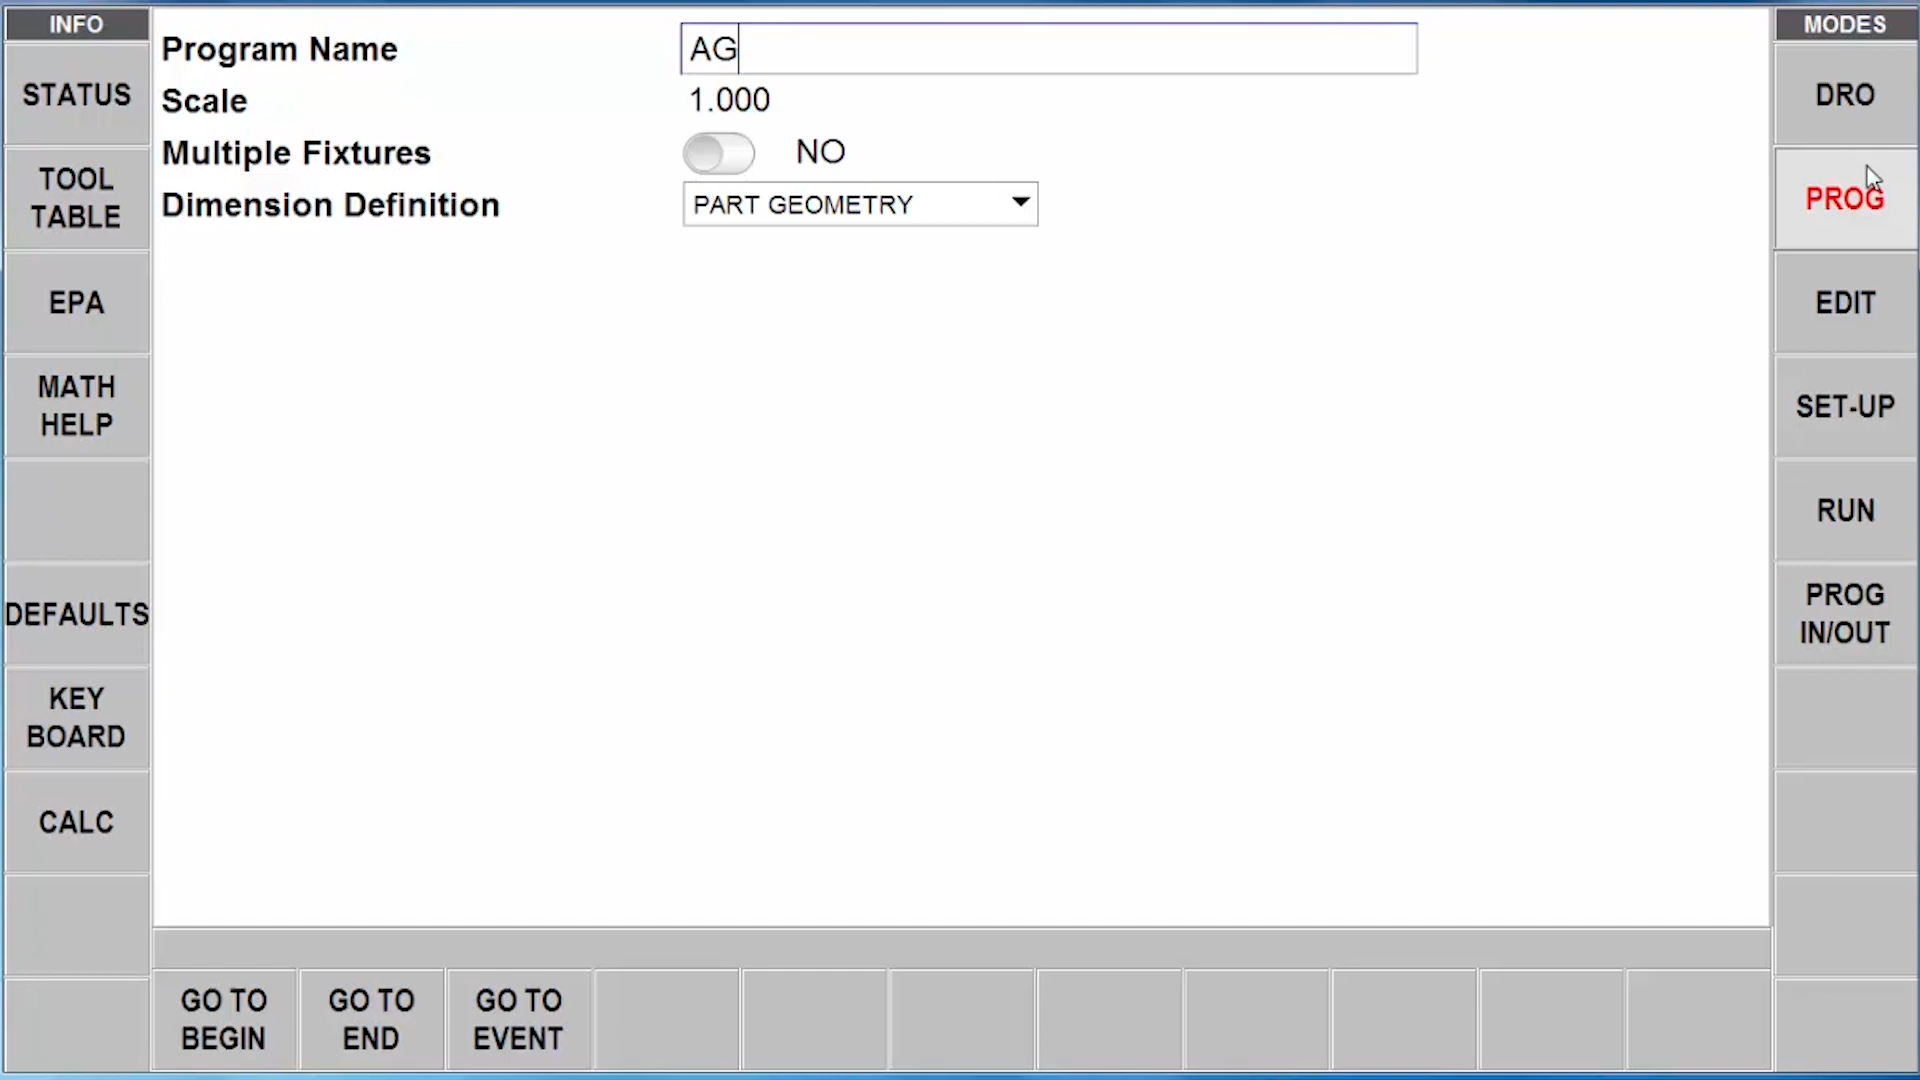 INFO
STATUS
TOOL
TABLE
EPA
MATH
HELP
DEFAULTS
KEY
BOARD
CALC
Program Name
AG
Scale
1.000
Multiple Fixtures
NO
Dimension Definition
PART GEOMETRY
GO TO
BEGIN
GO TO
END
GO TO
EVENT
MODES
DRO
PROG
EDIT
SET-UP
RUN
PROG
IN/OUT